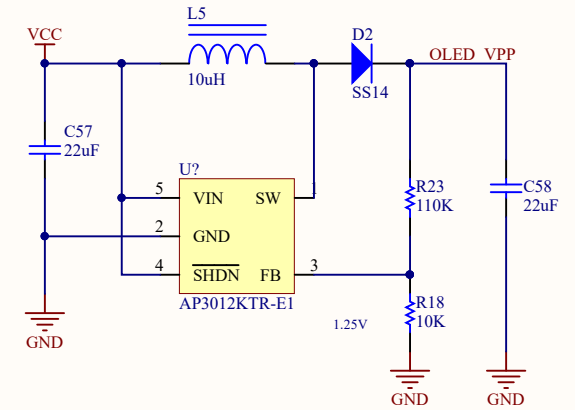 L5
VCC
D2
OLED_VPP
10uH
SS14
C57
22uF
U?
5
VIN
SW
1
R23
110K
C58
22uF
2
GND
4
SHDN
FB
3
AP3012KTR-E1
R18
10K
1.25V
GND
GND
GND